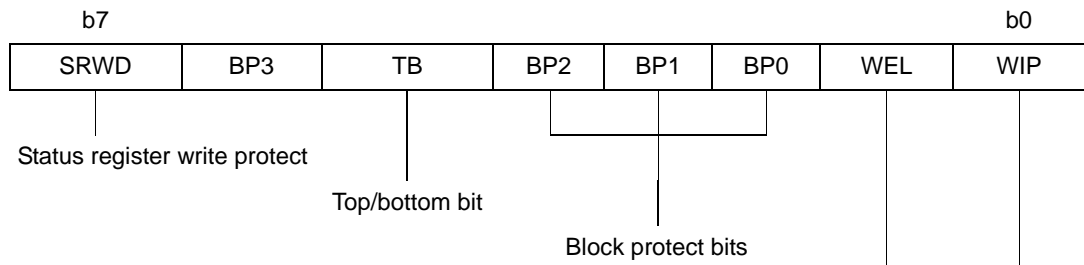 b7 b0
SRWD BP3 TB BP2 BP1 BP0 WEL WIP
Status register write protect
Top/bottom bit
Block protect bits